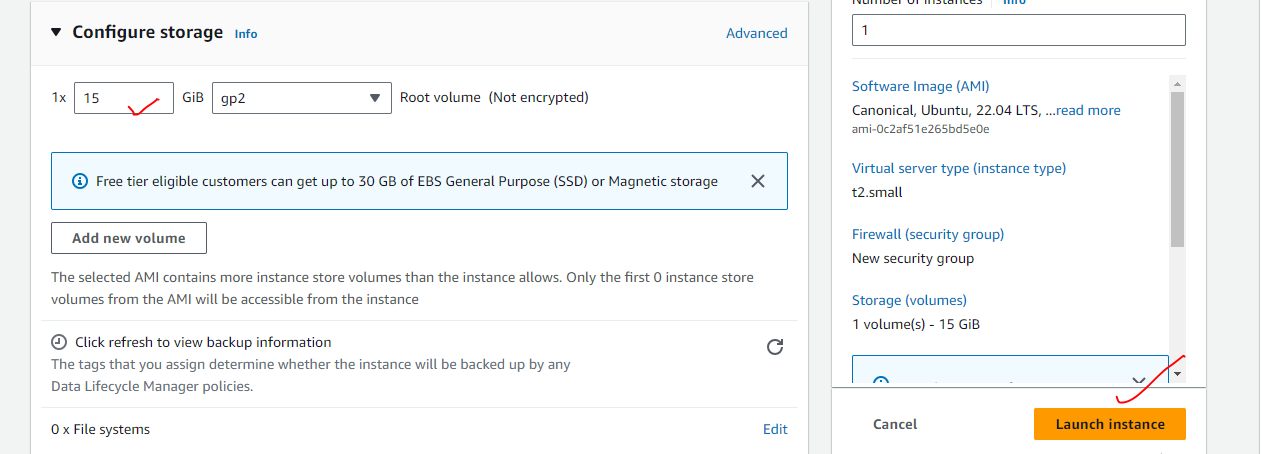 Configure storage Info
Advanced
1x 15 GiB gp2 Root volume (Not encrypted)
Free tier eligible customers can get up to 30 GB of EBS General Purpose (SSD) or Magnetic storage
Add new volume
The selected AMI contains more instance store volumes than the instance allows. Only the first 0 instance store
volumes from the AMI will be accessible from the instance
Click refresh to view backup information
The tags that you assign determine whether the instance will be backed up by any
Data Lifecycle Manager policies.
0 x File systems
Edit
Number of instances Info
1
Software Image (AMI)
Canonical, Ubuntu, 22.04 LTS, ...read more
ami-0c2af51e265bd5e0e
Virtual server type (instance type)
t2.small
Firewall (security group)
New security group
Storage (volumes)
1 volume(s) - 15 GiB
Cancel
Launch instance